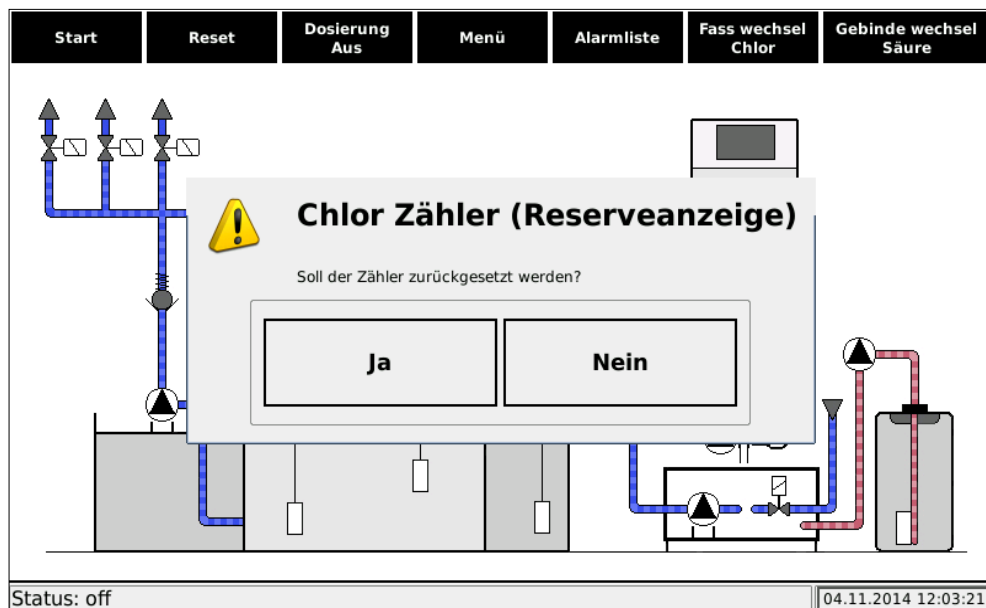 Start
Reset
Dosierung
Aus
Menü
Alarmliste
Fass wechsel
Chlor
Gebinde wechsel
Säure
Chlor Zähler (Reserveanzeige)
Soll der Zähler zurückgesetzt werden?
Ja
Nein
Status: off
04.11.2014 12:03:21